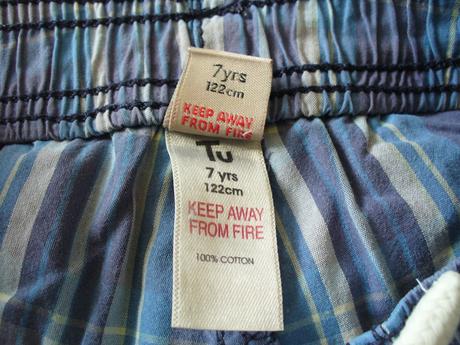 7yrs
122cm
KEEP AWAY
FROM FIRE
Tu
7 yrs
122cm
KEEP AWAY
FROM FIRE
100% COTTON